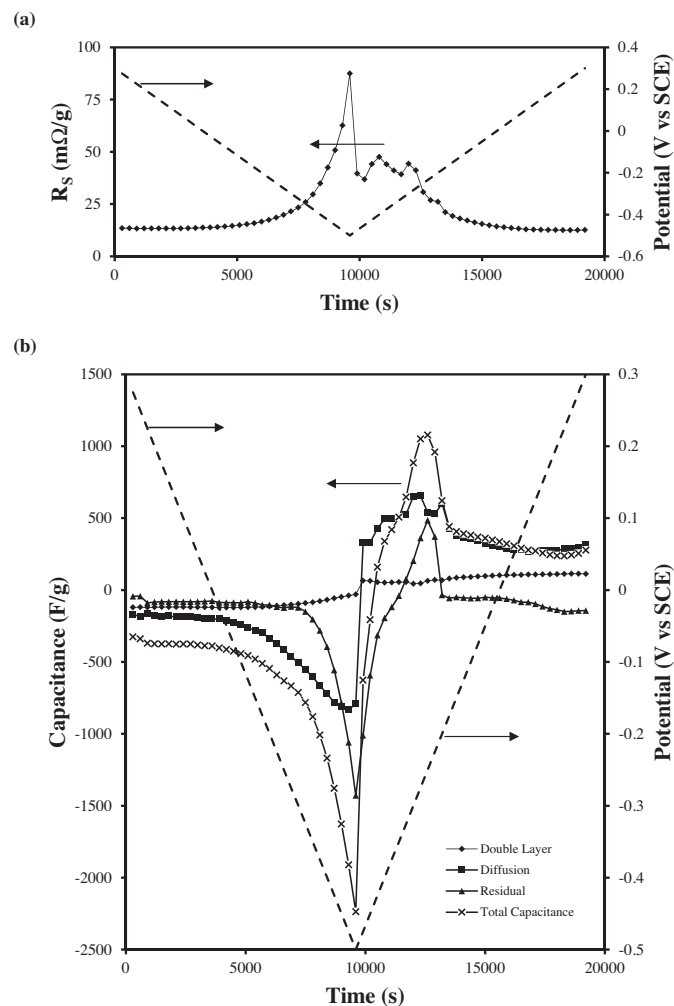 (a)
100
75
50
25
0
R_S (mΩ/g)
0.4
0.2
0
-0.2
-0.4
-0.6
Potential (V vs SCE)
0 5000 10000 15000 20000
Time (s)
(b)
1500
1000
500
0
-500
-1000
-1500
-2000
-2500
Capacitance (F/g)
0.3
0.2
0.1
0
-0.1
-0.2
-0.3
-0.4
-0.5
Potential (V vs SCE)
Double Layer
Diffusion
Residual
Total Capacitance
0 5000 10000 15000 20000
Time (s)